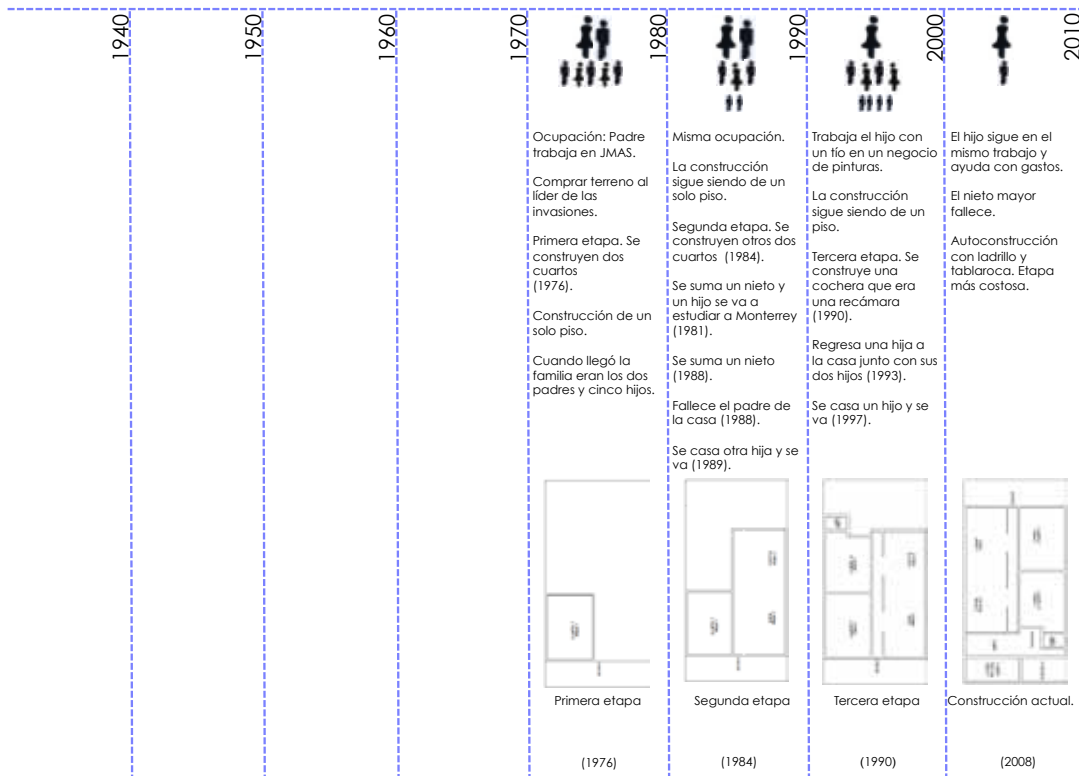 1940
1950
1960
1970
1980
1990
2000
2010
Ocupación: Padre
trabaja en JMAS.
Comprar terreno al
líder de las
invasiones.
Primera etapa. Se
construyen dos
cuartos
(1976).
Construcción de un
solo piso.
Cuando llegó la
familia eran los dos
padres y cinco hijos.
Misma ocupación.
La construcción
sigue siendo de un
solo piso.
Segunda etapa. Se
construyen otros dos
cuartos (1984).
Se suma un nieto y
un hijo se va a
estudiar a Monterrey
(1981).
Se suma un nieto
(1988).
Fallece el padre de
la casa (1988).
Se casa otra hija y se
va (1989).
Trabaja el hijo con
un tío en un negocio
de pinturas.
La construcción
sigue siendo de un
piso.
Tercera etapa. Se
construye una
cochera que era
una recámara
(1990).
Regresa una hija a
la casa junto con sus
dos hijos (1993).
Se casa un hijo y se
va (1997).
El hijo sigue en el
mismo trabajo y
ayuda con gastos.
El nieto mayor
fallece.
Autoconstrucción
con ladrillo y
tablaroca. Etapa
más costosa.
Primera etapa
Segunda etapa
Tercera etapa
Construcción actual.
(1976)
(1984)
(1990)
(2008)